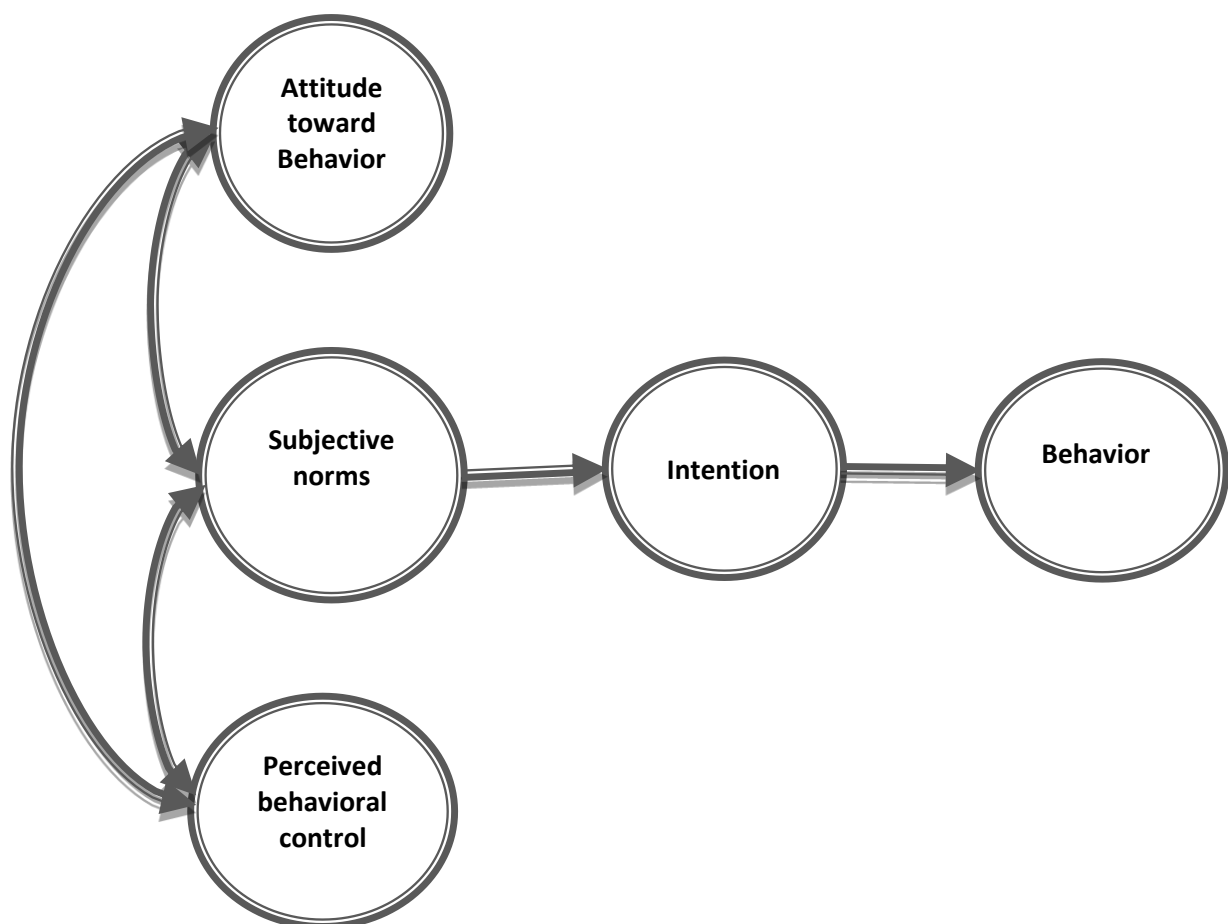 Attitude
toward
Behavior
Subjective
norms
Intention
Behavior
Perceived
behavioral
control